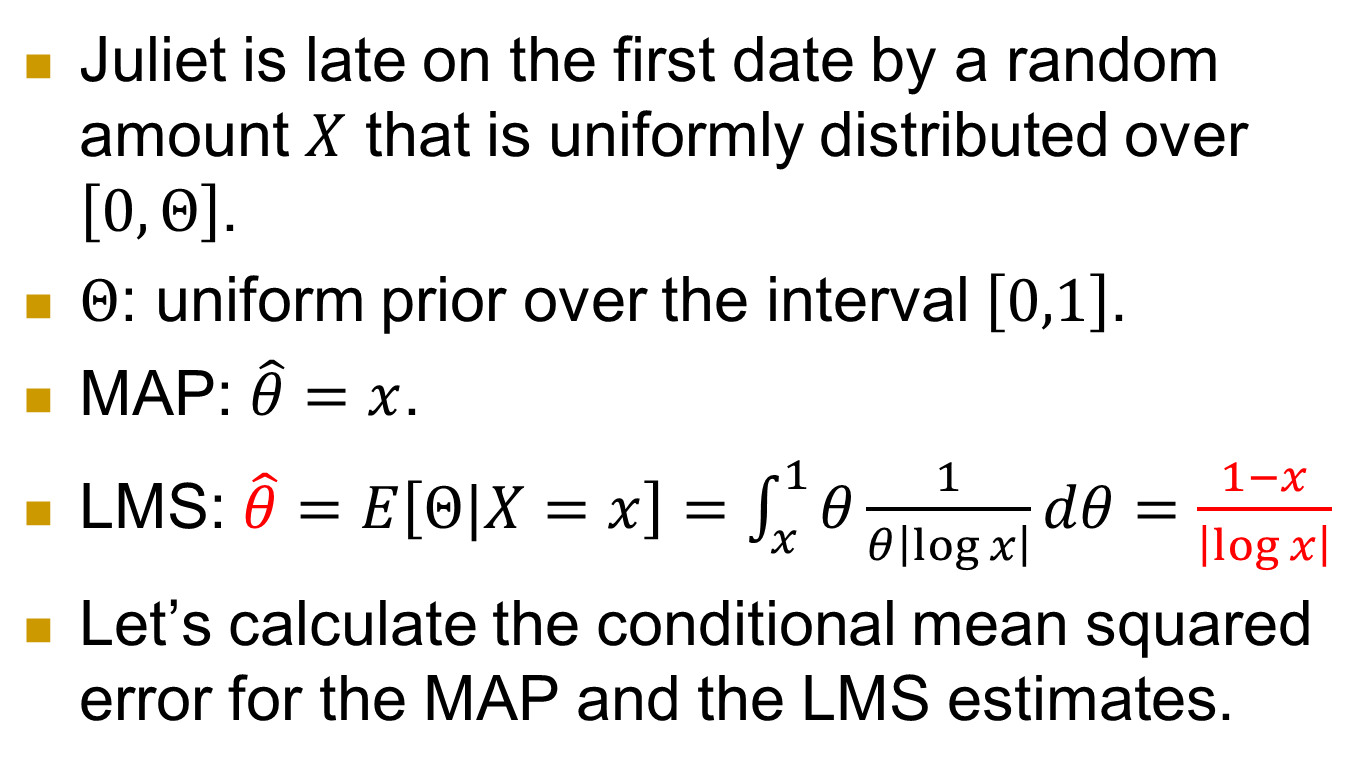 Juliet is late on the first date by a random
amount 𝑋 that is uniformly distributed over
[0, Θ].
Θ: uniform prior over the interval [0,1].
MAP: 𝜃̂ = 𝑥.
LMS: 𝜃̂ = 𝐸[Θ|𝑋 = 𝑥] = ∫ₓ¹ 𝜃 1/(𝜃|log 𝑥|) 𝑑𝜃 = (1−𝑥)/|log 𝑥|
Let’s calculate the conditional mean squared
error for the MAP and the LMS estimates.